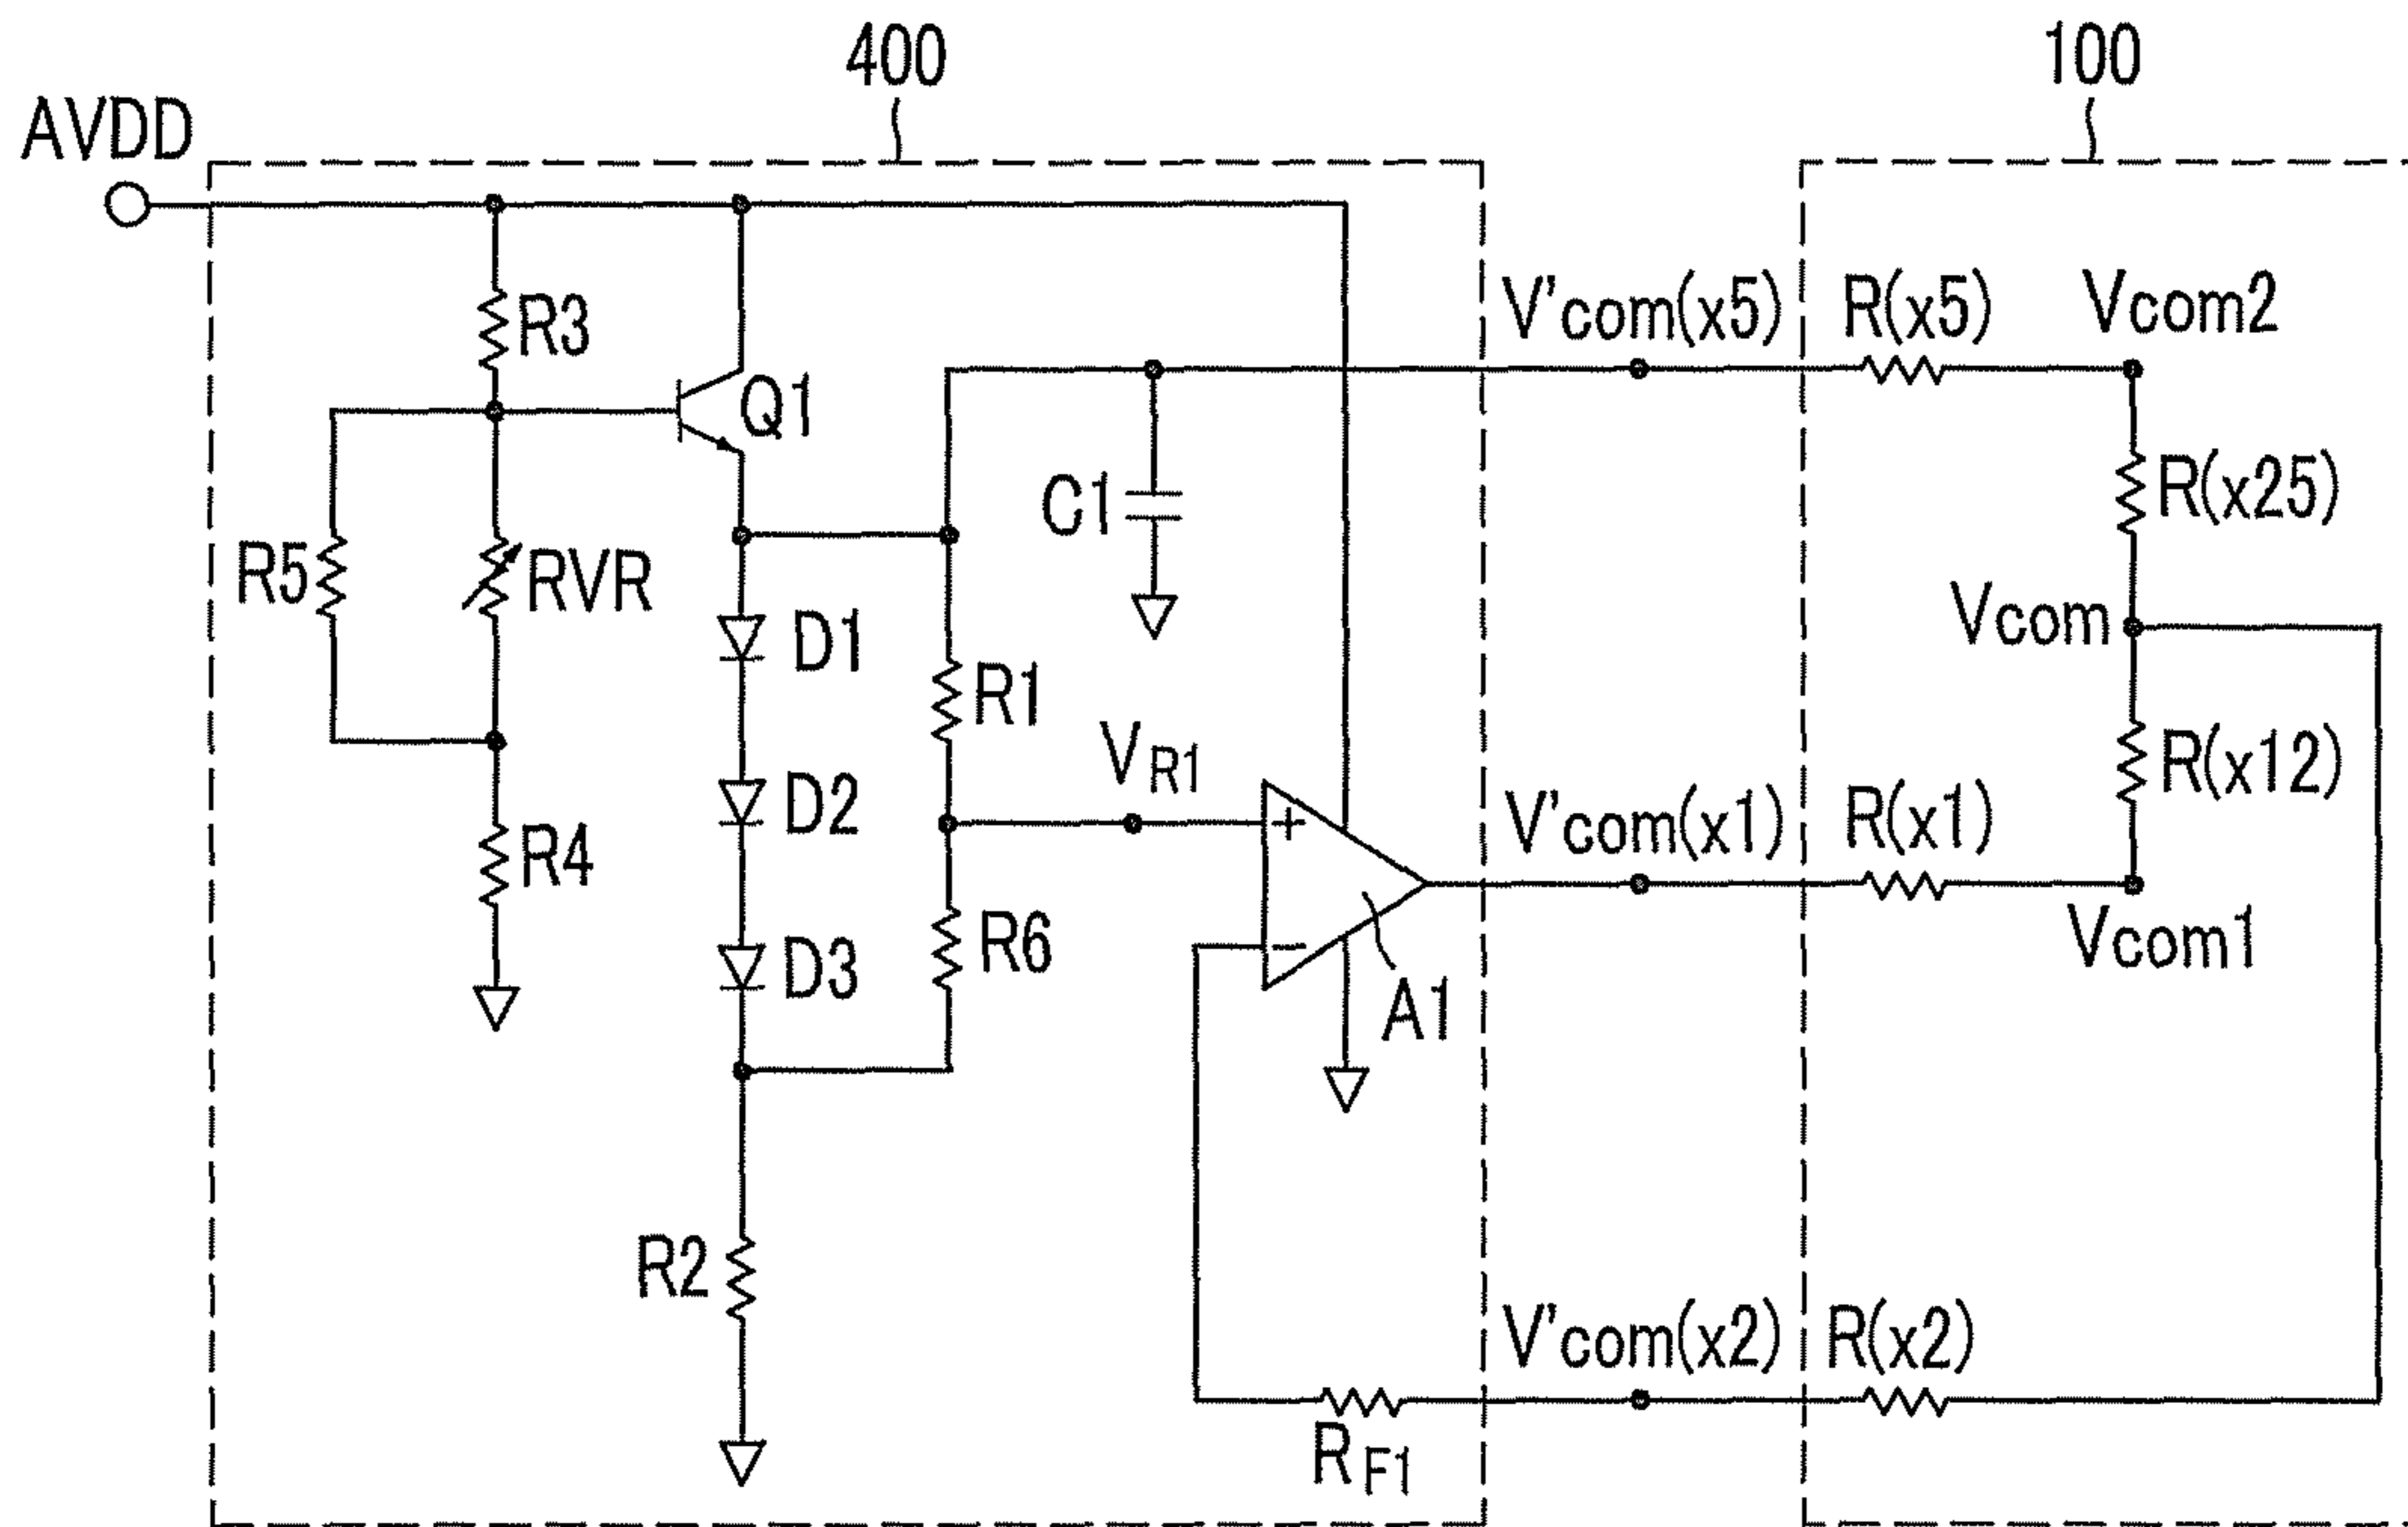 400
100
AVDD
R3
V'com(x5)
R(x5)
Vcom2
Q1
C1
R(x25)
R5
RVR
Vcom
D1
R1
VR1
R(x12)
D2
+
V'com(x1)
R(x1)
R4
R6
D3
−
A1
Vcom1
R2
V'com(x2)
R(x2)
RF1